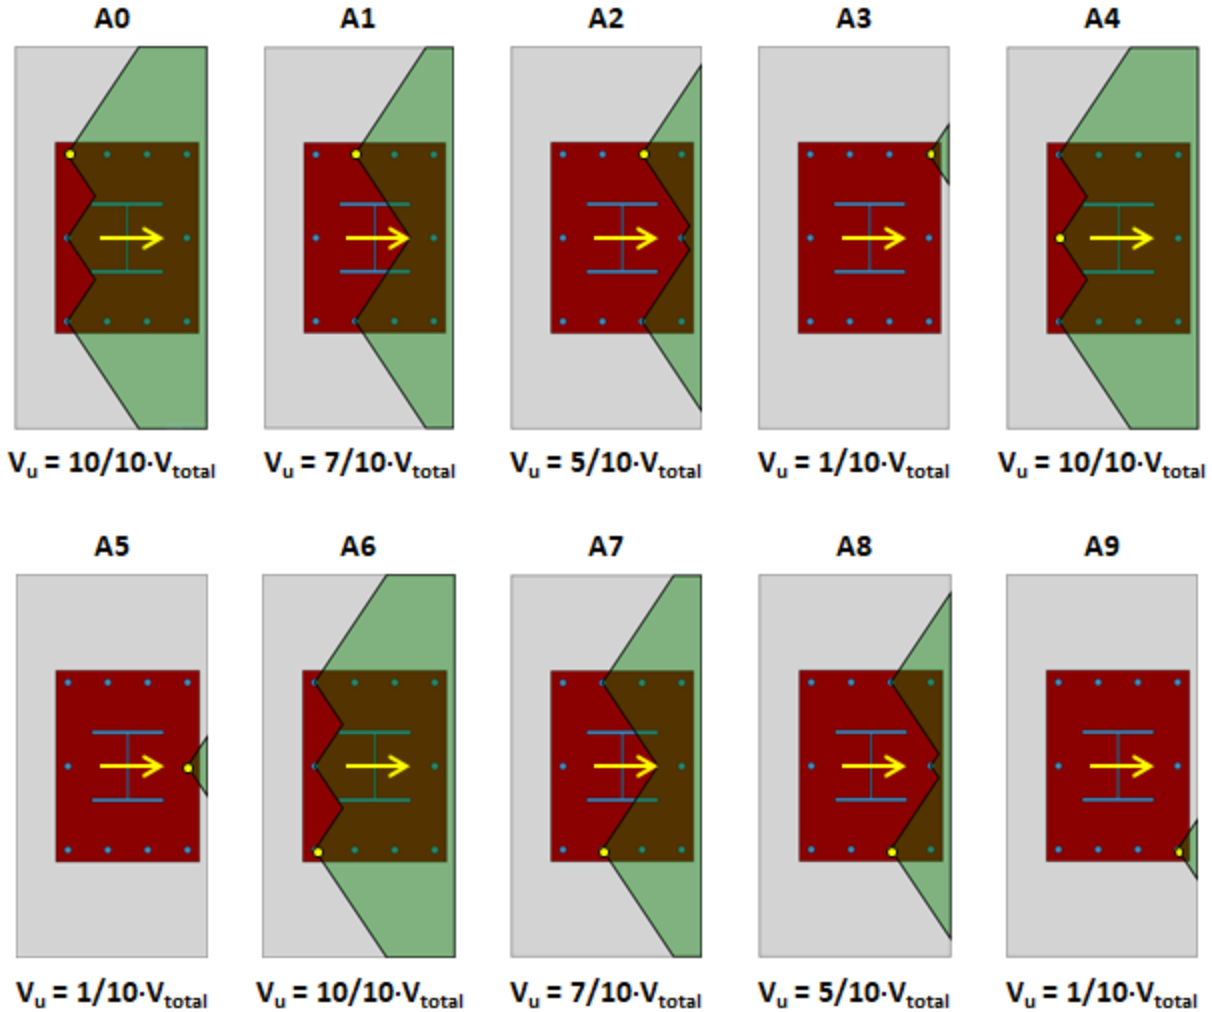 A0 A1 A2 A3 A4
Vu = 10/10·Vtotal Vu = 7/10·Vtotal Vu = 5/10·Vtotal Vu = 1/10·Vtotal Vu = 10/10·Vtotal
A5 A6 A7 A8 A9
Vu = 1/10·Vtotal Vu = 10/10·Vtotal Vu = 7/10·Vtotal Vu = 5/10·Vtotal Vu = 1/10·Vtotal